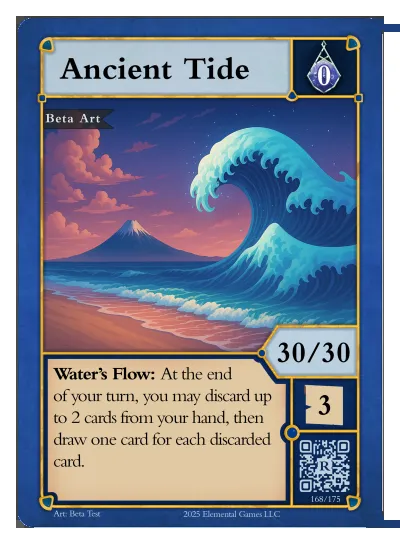 Ancient Tide
0
Beta Art
30/30
Water's Flow: At the end
of your turn, you may discard up
to 2 cards from your hand, then
draw one card for each discarded
card.
3
R
168/175
Art: Beta Test
2025 Elemental Games LLC